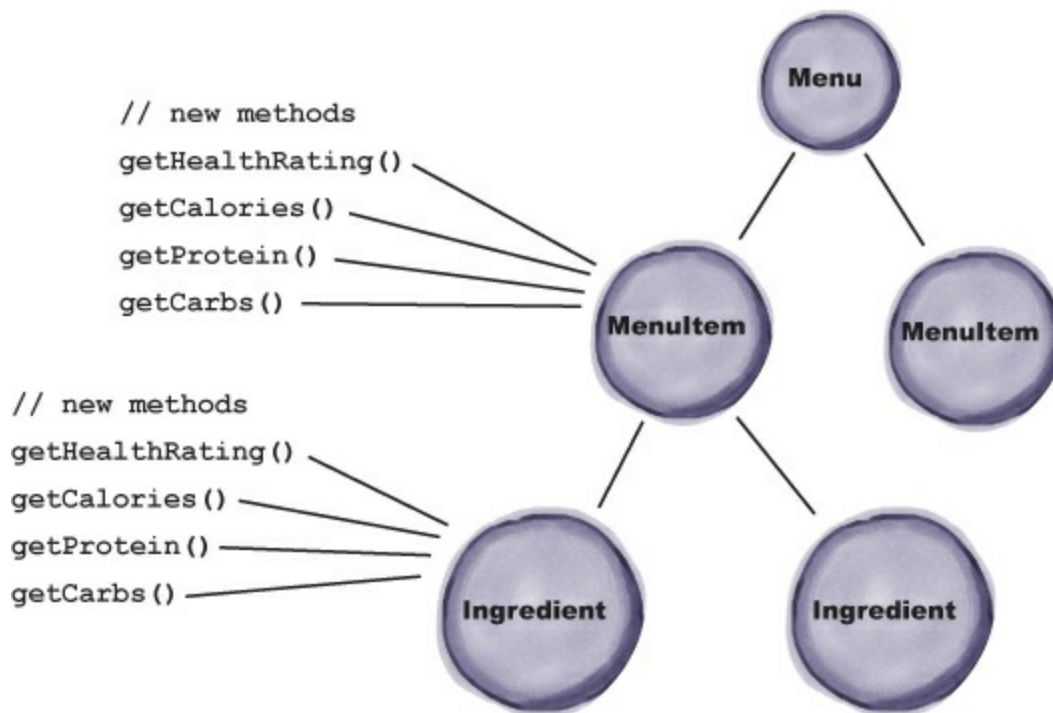 Menu
// new methods
getHealthRating()
getCalories()
getProtein()
getCarbs()
MenuItem
MenuItem
// new methods
getHealthRating()
getCalories()
getProtein()
getCarbs()
Ingredient
Ingredient